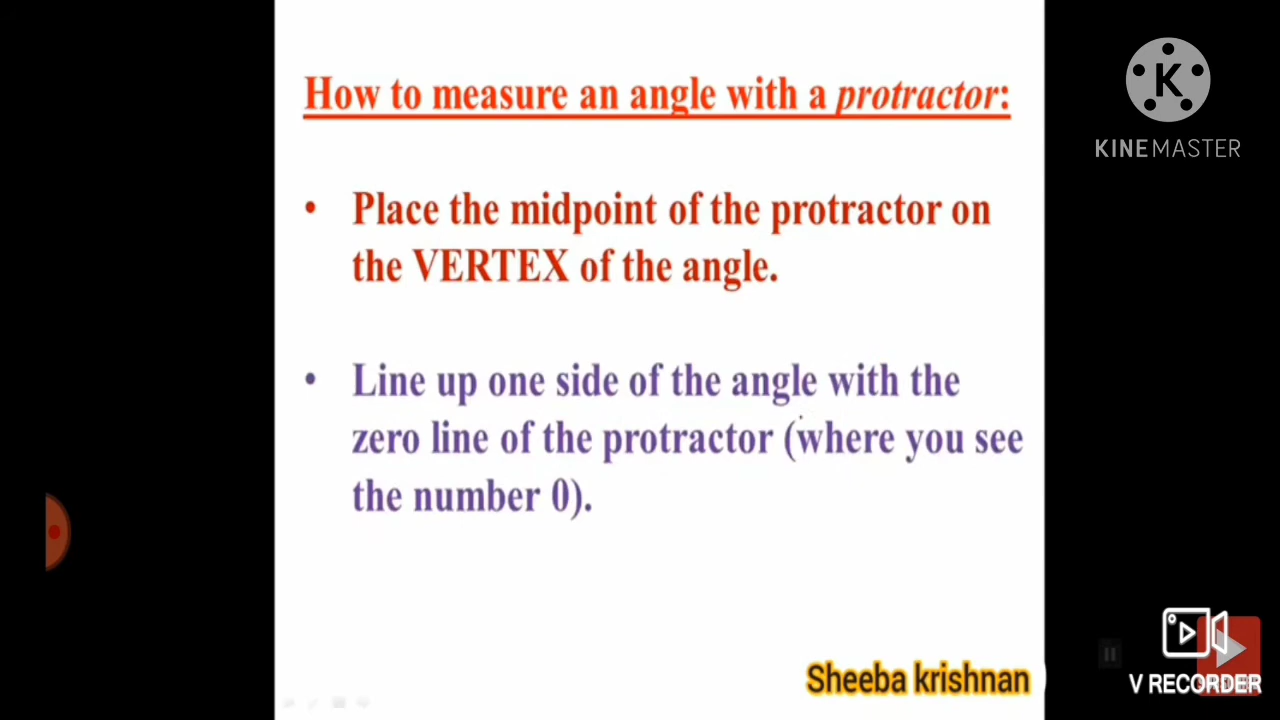 How to measure an angle with a protractor:
K
KINEMASTER
• Place the midpoint of the protractor on
the VERTEX of the angle.
• Line up one side of the angle with the
zero line of the protractor (where you see
the number 0).
Sheeba krishnan
V RECORDER